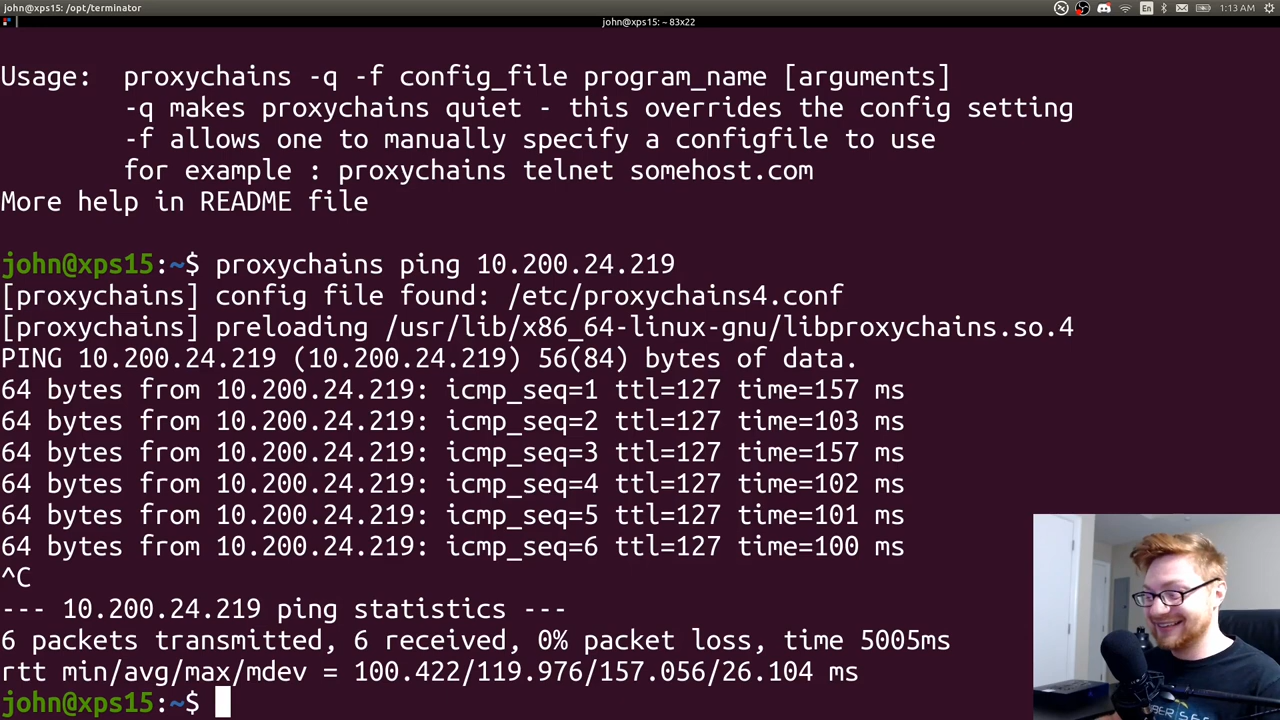 john@xps15: /opt/terminator
En
1:13 AM
john@xps15: ~ 83x22
Usage:  proxychains -q -f config_file program_name [arguments]
-q makes proxychains quiet - this overrides the config setting
-f allows one to manually specify a configfile to use
for example : proxychains telnet somehost.com
More help in README file
john@xps15:~$ proxychains ping 10.200.24.219
[proxychains] config file found: /etc/proxychains4.conf
[proxychains] preloading /usr/lib/x86_64-linux-gnu/libproxychains.so.4
PING 10.200.24.219 (10.200.24.219) 56(84) bytes of data.
64 bytes from 10.200.24.219: icmp_seq=1 ttl=127 time=157 ms
64 bytes from 10.200.24.219: icmp_seq=2 ttl=127 time=103 ms
64 bytes from 10.200.24.219: icmp_seq=3 ttl=127 time=157 ms
64 bytes from 10.200.24.219: icmp_seq=4 ttl=127 time=102 ms
64 bytes from 10.200.24.219: icmp_seq=5 ttl=127 time=101 ms
64 bytes from 10.200.24.219: icmp_seq=6 ttl=127 time=100 ms
^C
--- 10.200.24.219 ping statistics ---
6 packets transmitted, 6 received, 0% packet loss, time 5005ms
rtt min/avg/max/mdev = 100.422/119.976/157.056/26.104 ms
john@xps15:~$